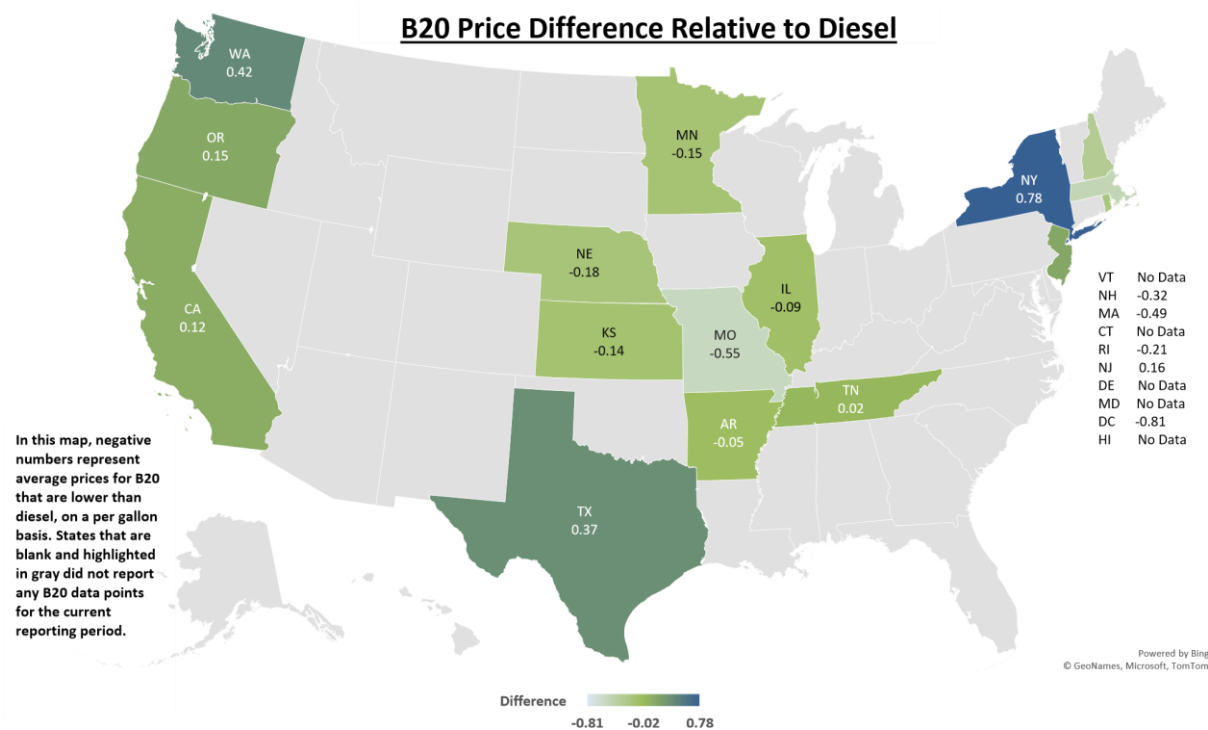 B20 Price Difference Relative to Diesel
WA
0.42
OR
0.15
MN
-0.15
NY
0.78
NE
-0.18
IL
-0.09
CA
0.12
KS
-0.14
MO
-0.55
TN
0.02
AR
-0.05
TX
0.37
VT No Data
NH -0.32
MA -0.49
CT No Data
RI -0.21
NJ 0.16
DE No Data
MD No Data
DC -0.81
HI No Data
In this map, negative
numbers represent
average prices for B20
that are lower than
diesel, on a per gallon
basis. States that are
blank and highlighted
in gray did not report
any B20 data points
for the current
reporting period.
Powered by Bing
© GeoNames, Microsoft, TomTom
Difference
-0.81 -0.02 0.78